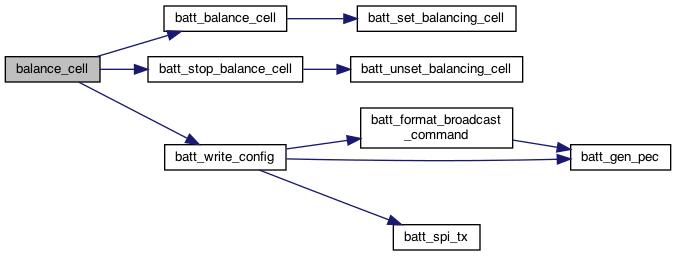 batt_balance_cell
batt_set_balancing_cell
balance_cell
batt_stop_balance_cell
batt_unset_balancing_cell
batt_format_broadcast
_command
batt_write_config
batt_gen_pec
batt_spi_tx